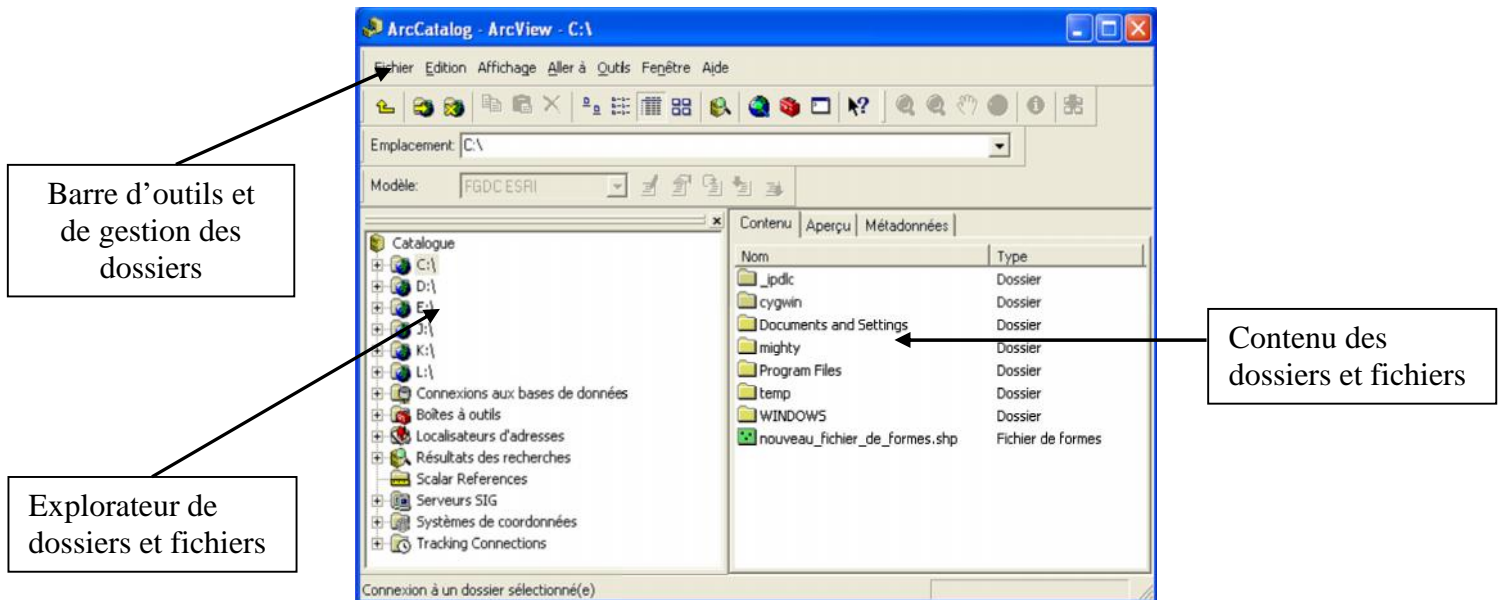 ArcCatalog - ArcView - C:\
Fichier Edition Affichage Aller à Outils Fenêtre Aide
Emplacement: C:\
Modèle: FGDC ESRI
Barre d'outils et
de gestion des
dossiers
Catalogue
C:\
D:\
E:\
J:\
K:\
L:\
Connexions aux bases de données
Boîtes à outils
Localisateurs d'adresses
Résultats des recherches
Scalar References
Serveurs SIG
Systèmes de coordonnées
Tracking Connections
Contenu Aperçu Métadonnées
Nom Type
_ipdlc Dossier
cygwin Dossier
Documents and Settings Dossier
mighty Dossier
Program Files Dossier
temp Dossier
WINDOWS Dossier
nouveau_fichier_de_formes.shp Fichier de formes
Contenu des
dossiers et fichiers
Explorateur de
dossiers et fichiers
Connexion à un dossier sélectionné(e)